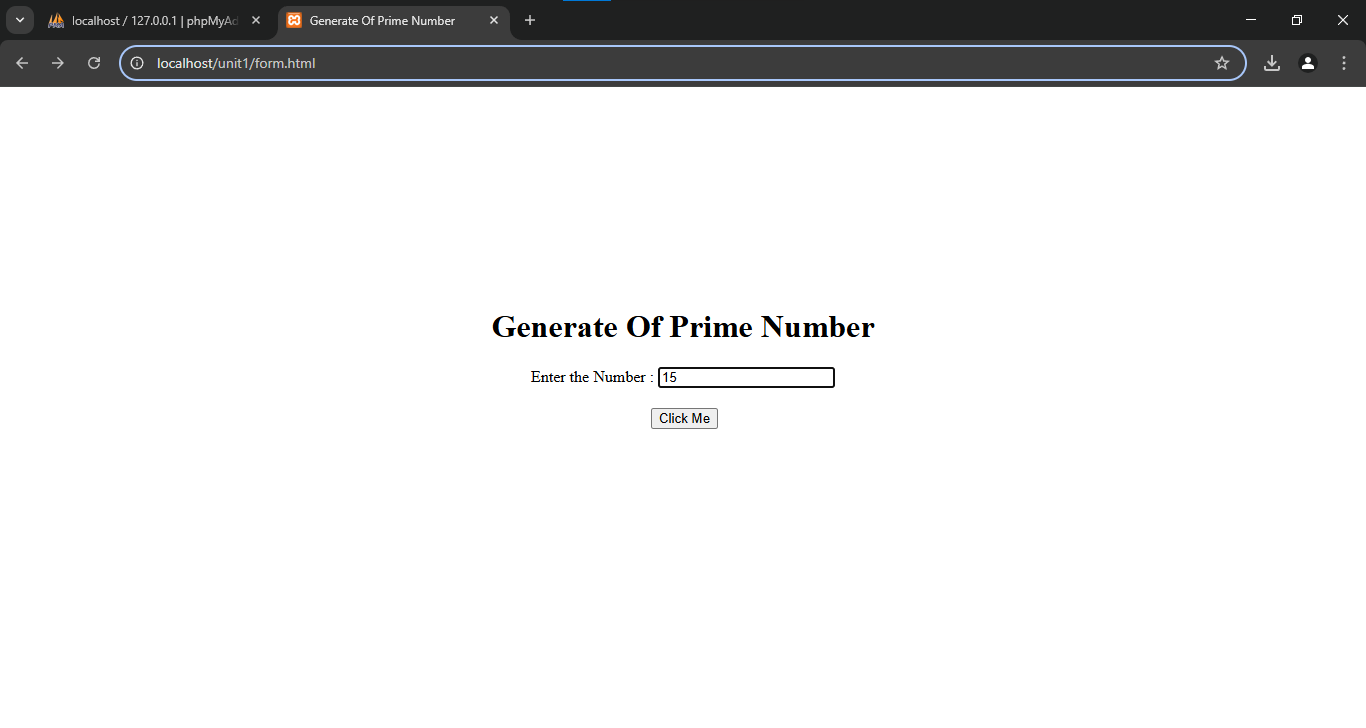 localhost / 127.0.0.1 | phpMyAd
Generate Of Prime Number
localhost/unit1/form.html
Generate Of Prime Number
Enter the Number : 15
Click Me